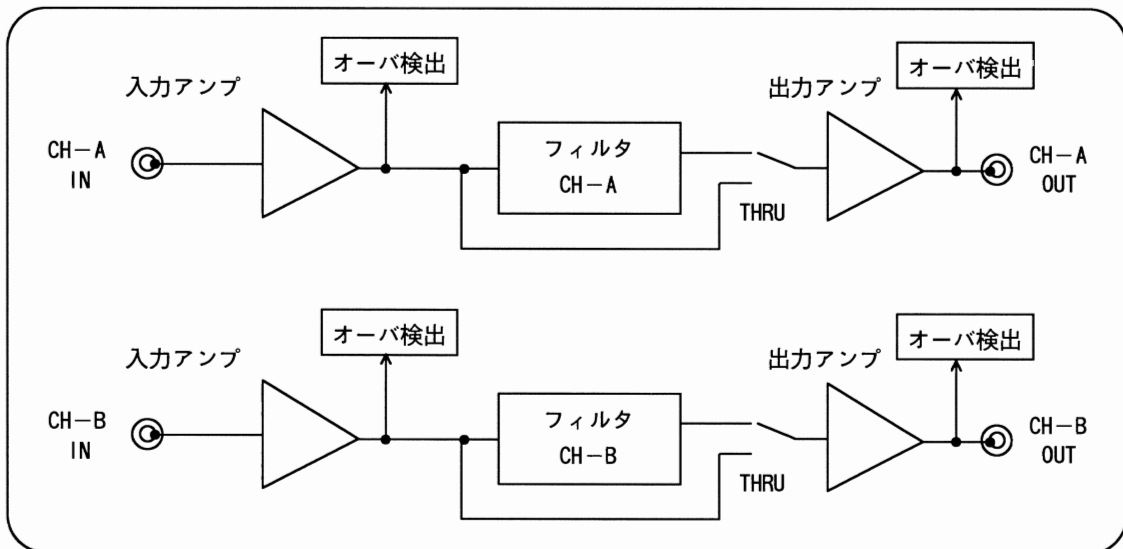 オーバ検出
オーバ検出
入力アンプ
出力アンプ
CH-A
IN
フィルタ
CH-A
THRU
CH-A
OUT
オーバ検出
オーバ検出
入力アンプ
出力アンプ
CH-B
IN
フィルタ
CH-B
THRU
CH-B
OUT